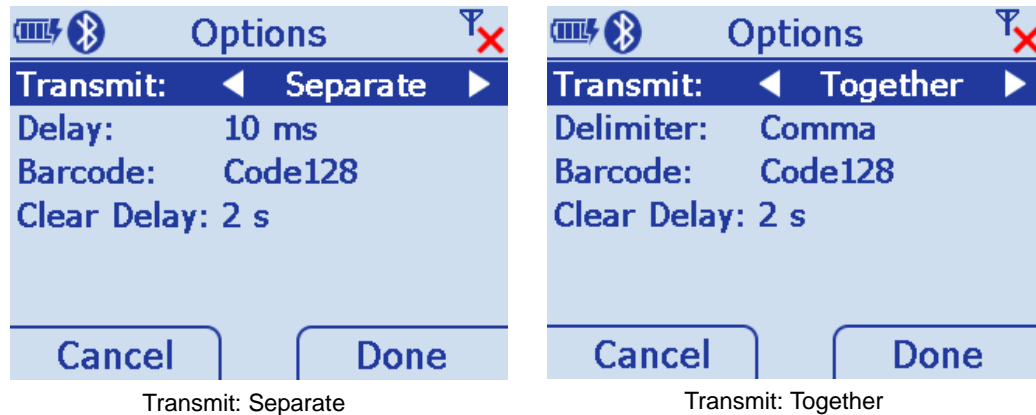 Options
Transmit: Separate
Delay: 10 ms
Barcode: Code128
Clear Delay: 2 s
Cancel Done
Transmit: Separate
Options
Transmit: Together
Delimiter: Comma
Barcode: Code128
Clear Delay: 2 s
Cancel Done
Transmit: Together